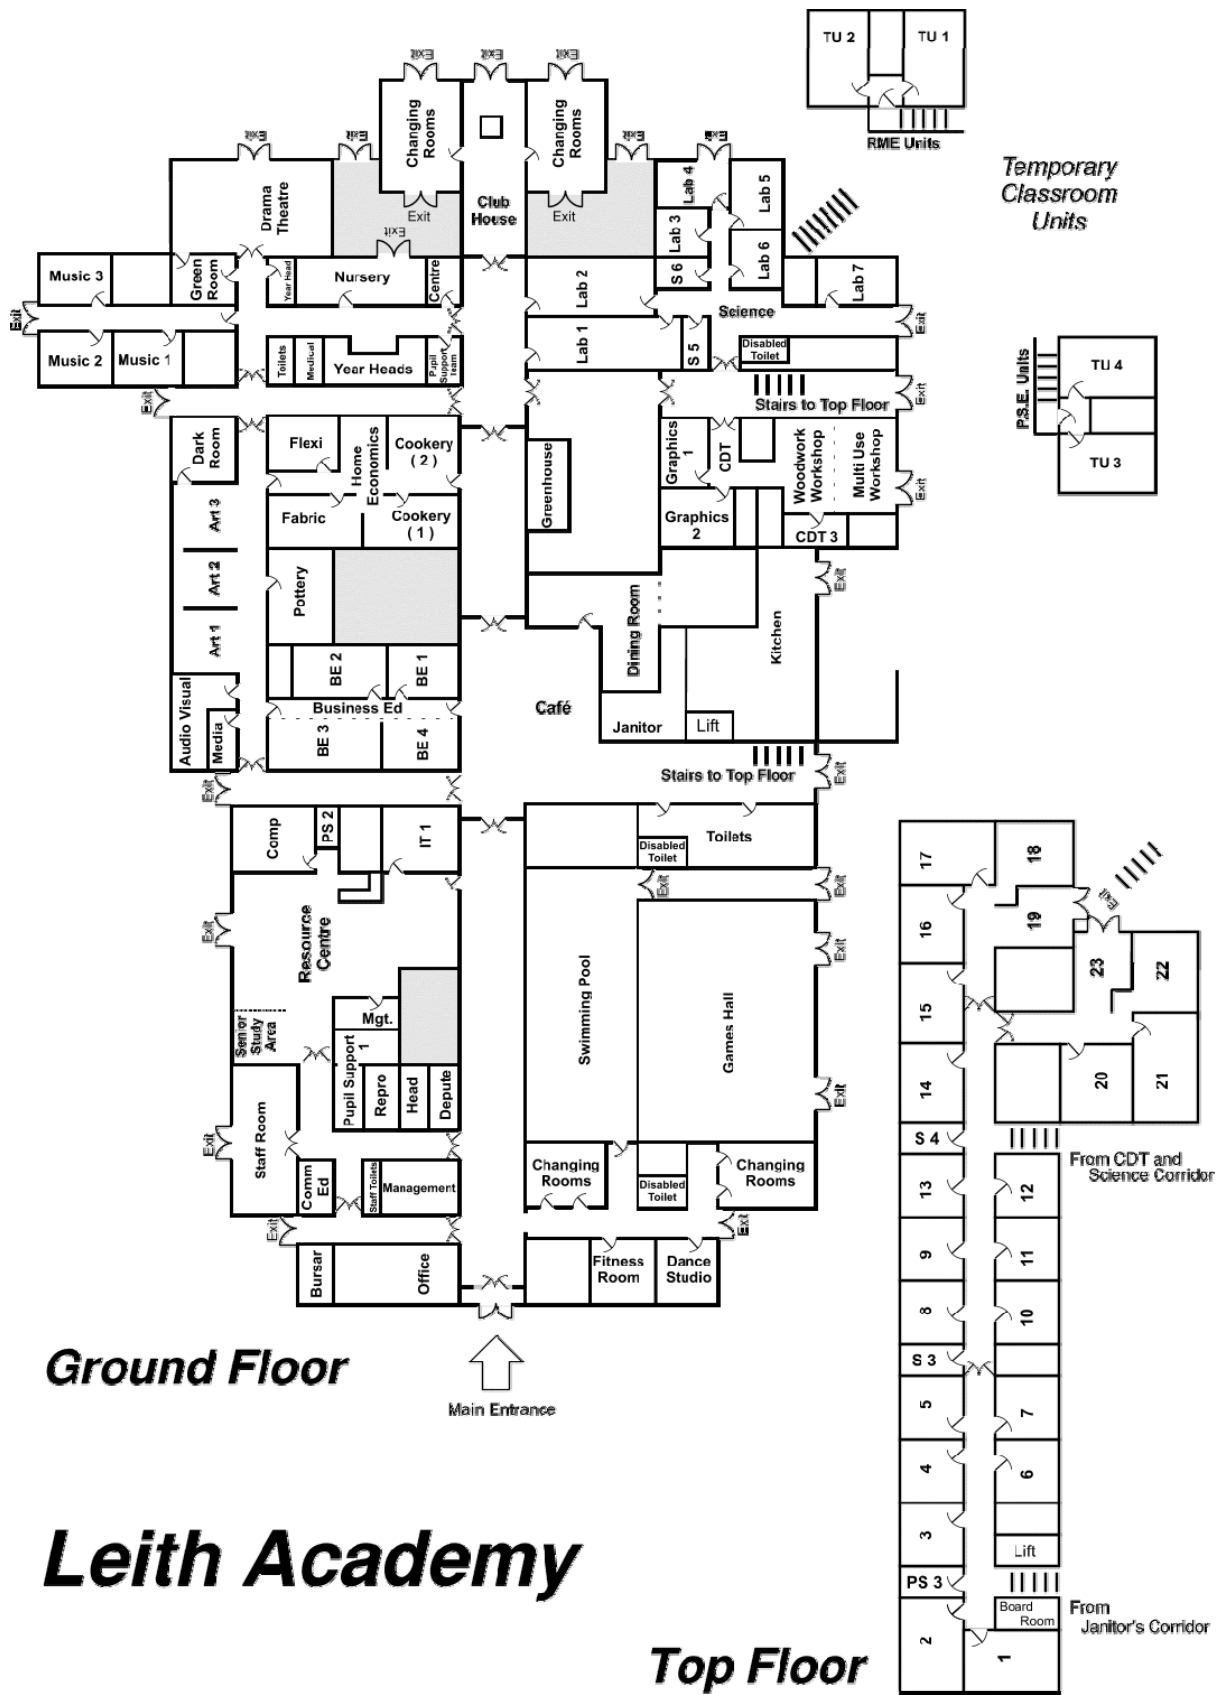 TU 2
TU 1
RME Units
Temporary
Classroom
Units
Exit
Exit
Exit
Changing
Rooms
Changing
Rooms
Exit
Exit
Exit
Exit
Club
House
Exit
Exit
Exit
Drama
Theatre
Lab 4
Lab 5
Lab 3
Lab 6
Music 3
Green
Room
Year Head
Nursery
Centre
Lab 2
S 6
Lab 7
Exit
Science
Exit
Music 2
Music 1
Toilets
Medical
Year Heads
Pupil
Support
Team
Lab 1
S 5
Disabled
Toilet
P.S.E. Units
TU 4
TU 3
Exit
Stairs to Top Floor
Exit
Dark
Room
Flexi
Home
Economics
Cookery
( 2 )
Graphics
1
CDT
Woodwork
Workshop
Multi Use
Workshop
Exit
Art 3
Fabric
Cookery
( 1 )
Greenhouse
Graphics
2
CDT 3
Art 2
Pottery
Exit
Art 1
Dining Room
Kitchen
BE 2
BE 1
Audio Visual
Media
Business Ed
BE 3
BE 4
Café
Janitor
Lift
Exit
Stairs to Top Floor
Exit
Comp
PS 2
IT 1
Disabled
Toilet
Toilets
Exit
Exit
Exit
Resource
Centre
Exit
Swimming Pool
Games Hall
Senior
Study
Area
Mgt.
Pupil Support
1
Repro
Head
Depute
Exit
Exit
Staff Room
Comm
Ed
Staff Toilets
Management
Changing
Rooms
Disabled
Toilet
Changing
Rooms
Exit
Exit
Bursar
Office
Fitness
Room
Dance
Studio
Ground Floor
Main Entrance
Leith Academy
17
18
Exit
16
19
23
22
15
14
20
21
S 4
From CDT and
Science Corridor
13
12
9
11
8
10
S 3
5
7
4
6
3
Lift
PS 3
Board
Room
From
Janitor's Corridor
2
1
Top Floor